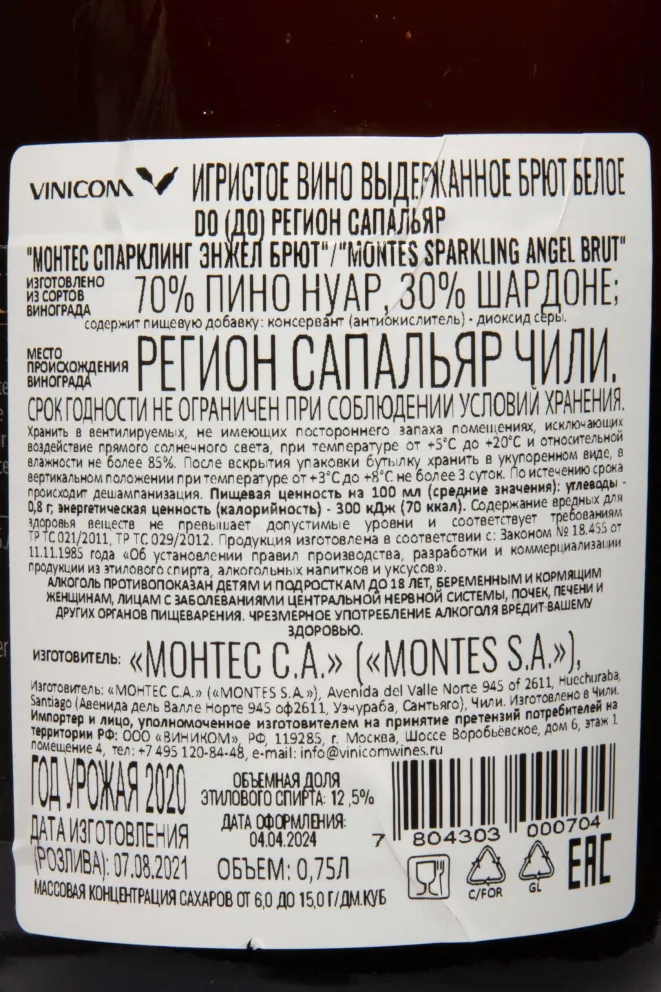 VINICOM
ИГРИСТОЕ ВИНО ВЫДЕРЖАННОЕ БРЮТ БЕЛОЕ
DO (ДО) РЕГИОН САПАЛЬЯР
"МОНТЕС СПАРКЛИНГ ЭНЖЕЛ БРЮТ"/"MONTES SPARKLING ANGEL BRUT"
ИЗГОТОВЛЕНО
ИЗ СОРТОВ
ВИНОГРАДА
70% ПИНО НУАР, 30% ШАРДОНЕ;
содержит пищевую добавку: консервант (антиокислитель) - диоксид серы.
МЕСТО
ПРОИСХОЖДЕНИЯ
ВИНОГРАДА
РЕГИОН САПАЛЬЯР ЧИЛИ.
СРОК ГОДНОСТИ НЕ ОГРАНИЧЕН ПРИ СОБЛЮДЕНИИ УСЛОВИЙ ХРАНЕНИЯ.
Хранить в вентилируемых, не имеющих постороннего запаха помещениях, исключающих
воздействие прямого солнечного света, при температуре от +5°С до +20°С и относительной
влажности не более 85%. После вскрытия упаковки бутылку хранить в укупоренном виде, в
вертикальном положении при температуре от +3°С до +8°С не более 3 суток. По истечению срока
происходит дешампанизация. Пищевая ценность на 100 мл (средние значения): углеводы -
0,8 г; энергетическая ценность (калорийность) - 300 кДж (70 ккал). Содержание вредных для
здоровья веществ не превышает допустимые уровни и соответствует требованиям
ТР ТС 021/2011, ТР ТС 029/2012. Продукция изготовлена в соответствии с: Законом № 18.455 от
11.11.1985 года «Об установлении правил производства, разработки и коммерциализации
продукции из этилового спирта, алкогольных напитков и уксусов».
АЛКОГОЛЬ ПРОТИВОПОКАЗАН ДЕТЯМ И ПОДРОСТКАМ ДО 18 ЛЕТ, БЕРЕМЕННЫМ И КОРМЯЩИМ
ЖЕНЩИНАМ, ЛИЦАМ С ЗАБОЛЕВАНИЯМИ ЦЕНТРАЛЬНОЙ НЕРВНОЙ СИСТЕМЫ, ПОЧЕК, ПЕЧЕНИ И
ДРУГИХ ОРГАНОВ ПИЩЕВАРЕНИЯ. ЧРЕЗМЕРНОЕ УПОТРЕБЛЕНИЕ АЛКОГОЛЯ ВРЕДИТ ВАШЕМУ
ЗДОРОВЬЮ.
ИЗГОТОВИТЕЛЬ: «МОНТЕС С.А.» («MONTES S.A.»),
Изготовитель: «МОНТЕС С.А.» («MONTES S.A.»), Avenida del Valle Norte 945 of 2611, Huechuraba,
Santiago (Авенида дель Валле Норте 945 оф2611, Уэчураба, Сантьяго), Чили. Изготовлено в Чили.
Импортер и лицо, уполномоченное изготовителем на принятие претензий потребителей на
территории РФ: ООО «ВИНИКОМ», РФ, 119285, г. Москва, Шоссе Воробьёвское, дом 6, этаж 1
помещение 4, тел: +7 495 120-84-48, e-mail: info@vinicomwines.ru
ГОД УРОЖАЯ 2020
ДАТА ИЗГОТОВЛЕНИЯ
(РОЗЛИВА): 07.08.2021
ОБЪЕМНАЯ ДОЛЯ
ЭТИЛОВОГО СПИРТА: 12 ,5%
ДАТА ОФОРМЛЕНИЯ:
04.04.2024
ОБЪЕМ: 0,75Л
МАССОВАЯ КОНЦЕНТРАЦИЯ САХАРОВ ОТ 6,0 ДО 15,0 Г/ДМ.КУБ
7 804303 000704
C/FOR
GL
EAC